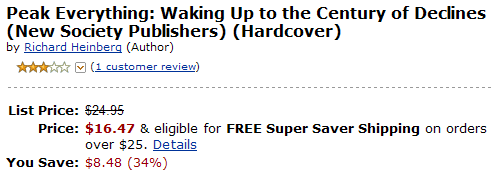 Peak Everything: Waking Up to the Century of Declines
(New Society Publishers) (Hardcover)
by Richard Heinberg (Author)
(1 customer review)
List Price: $24.95
Price: $16.47 & eligible for FREE Super Saver Shipping on orders
over $25. Details
You Save: $8.48 (34%)